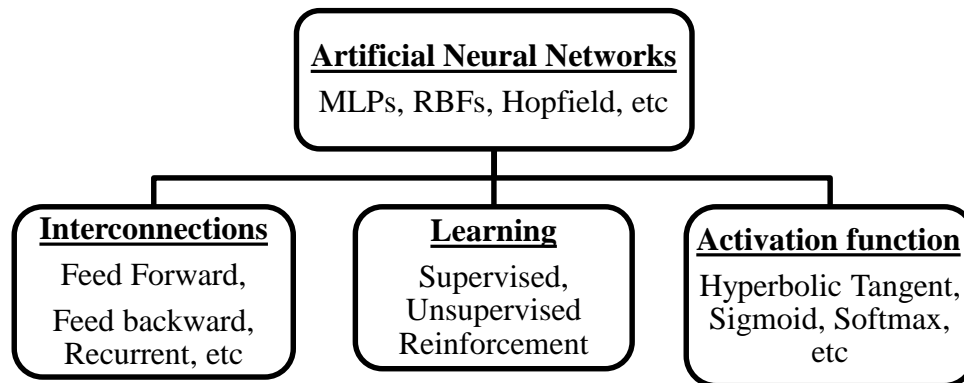 Artificial Neural Networks
MLPs, RBFs, Hopfield, etc
Interconnections
Feed Forward,
Feed backward,
Recurrent, etc
Learning
Supervised,
Unsupervised
Reinforcement
Activation function
Hyperbolic Tangent,
Sigmoid, Softmax,
etc